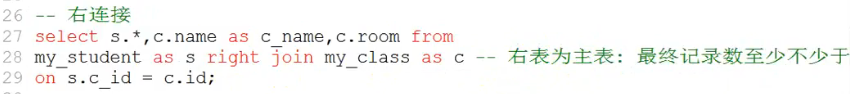 26 -- 右连接
27 select s.*,c.name as c_name,c.room from
28 my_student as s right join my_class as c -- 右表为主表: 最终记录数至少不少于
29 on s.c_id = c.id;